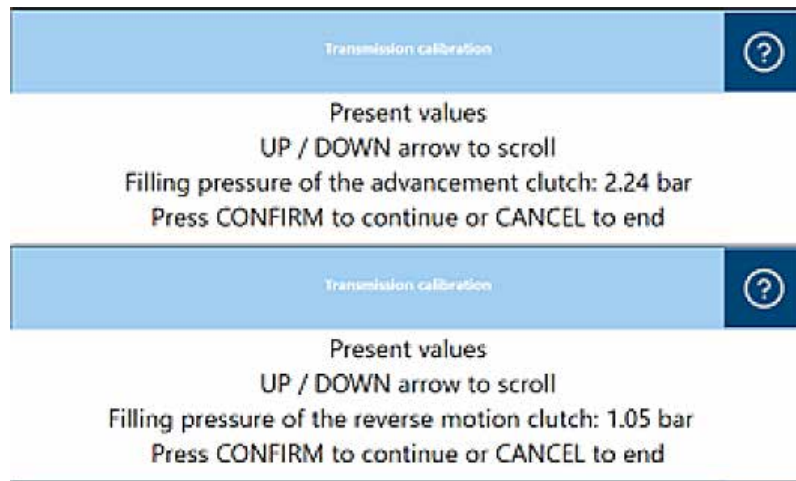 Transmission calibration
?
Present values
UP / DOWN arrow to scroll
Filling pressure of the advancement clutch: 2.24 bar
Press CONFIRM to continue or CANCEL to end
Transmission calibration
?
Present values
UP / DOWN arrow to scroll
Filling pressure of the reverse motion clutch: 1.05 bar
Press CONFIRM to continue or CANCEL to end